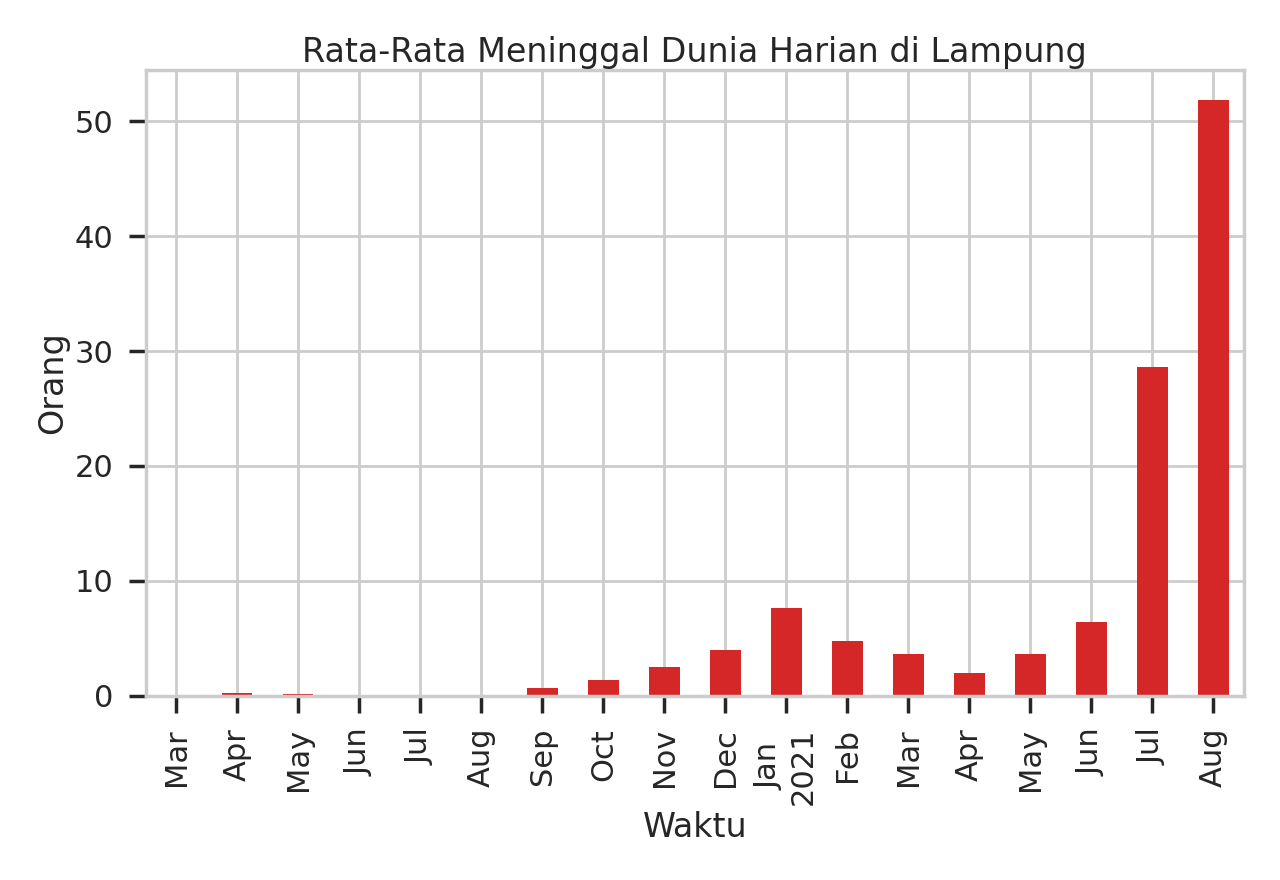 Rata-Rata Meninggal Dunia Harian di Lampung
Orang
50
40
30
20
10
0
Mar
Apr
May
Jun
Jul
Aug
Sep
Oct
Nov
Dec
Jan
2021
Feb
Mar
Apr
May
Jun
Jul
Aug
Waktu